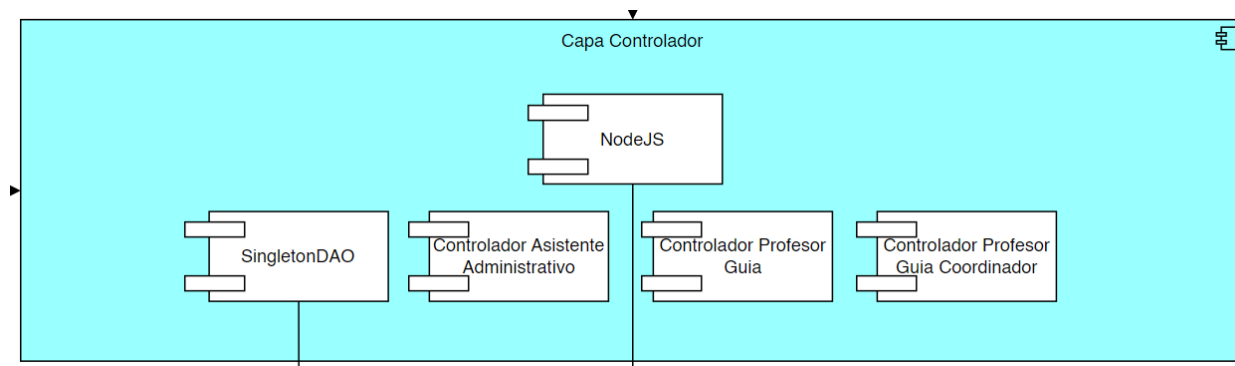 Capa Controlador
NodeJS
SingletonDAO
Controlador Asistente
Administrativo
Controlador Profesor
Guia
Controlador Profesor
Guia Coordinador